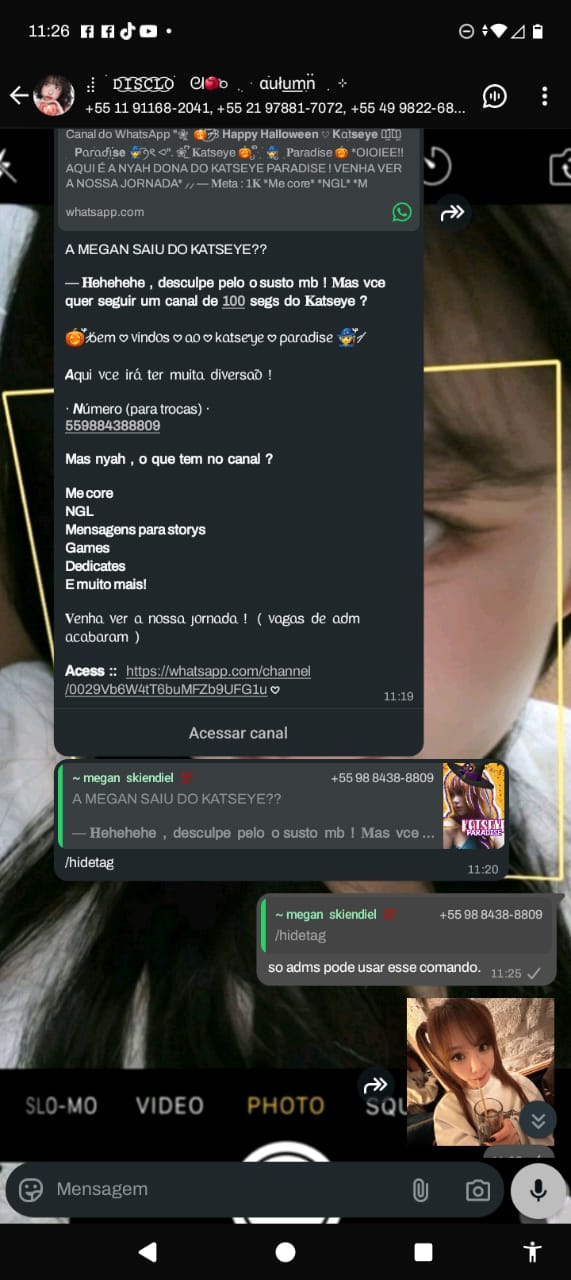 11:26
DISCLO autumn
+55 11 91168-2041, +55 21 97881-7072, +55 49 9822-68...
Canal do WhatsApp "🎃 Happy Halloween ♡ Katseye
Paradise Katseye 🎃 Paradise 🎃 *OIOIEE!!
AQUI É A NYAH DONA DO KATSEYE PARADISE ! VENHA VER
A NOSSA JORNADA* ,, — Meta : 1K *Me core* *NGL* *M
whatsapp.com
A MEGAN SAIU DO KATSEYE??
— Hehehehe , desculpe pelo o susto mb ! Mas vce
quer seguir um canal de 100 segs do Katseye ?
🎃 bem ♡ vindos ♡ ao ♡ katseye ♡ paradise
Aqui vce irá ter muita diversaõ !
· Número (para trocas) ·
559884388809
Mas nyah , o que tem no canal ?
Me core
NGL
Mensagens para storys
Games
Dedicates
E muito mais!
Venha ver a nossa jornada ! ( vagas de adm
acabaram )
Acess :: https://whatsapp.com/channel
/0029Vb6W4tT6buMFZb9UFG1u ♡
11:19
Acessar canal
~ megan skiendiel 💯 +55 98 8438-8809
A MEGAN SAIU DO KATSEYE??
— Hehehehe , desculpe pelo o susto mb ! Mas vce ...
KATSEYE
PARADISE
/hidetag
11:20
~ megan skiendiel 💯 +55 98 8438-8809
/hidetag
so adms pode usar esse comando. 11:25
SLO-MO VIDEO PHOTO SQU
Mensagem